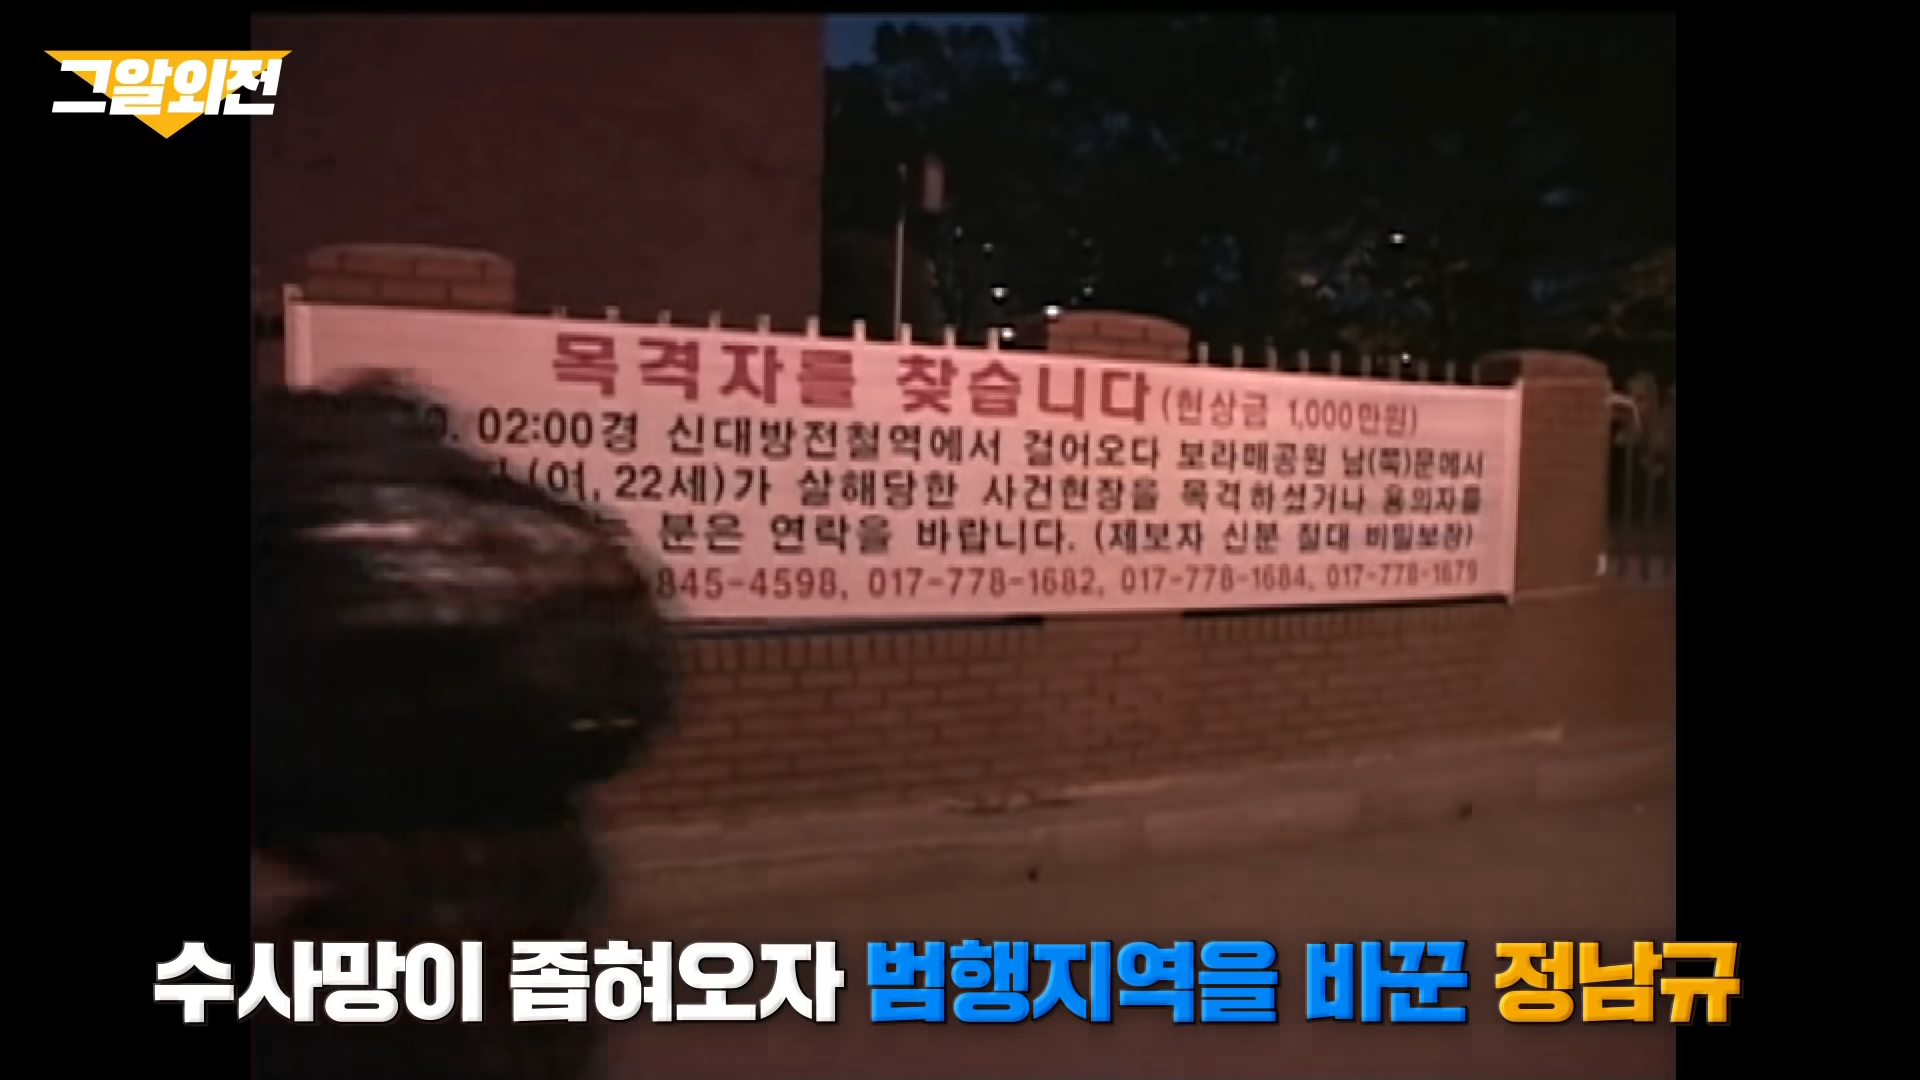 그알외전
목격자를 찾습니다 (현상금 1,000만원)
02:00경 신대방전철역에서 걸어오다 보라매공원 남(쪽)문에서
(여, 22세)가 살해당한 사건현장을 목격하셨거나 용의자를
분은 연락을 바랍니다. (제보자 신분 절대 비밀보장)
845-4598, 017-778-1682, 017-778-1684, 017-778-1679
수사망이 좁혀오자 범행지역을 바꾼 정남규